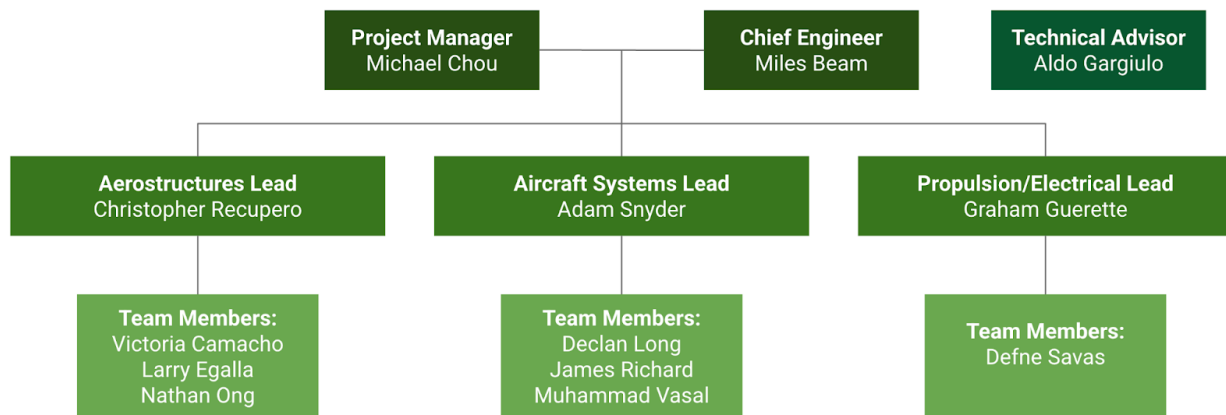 Project Manager
Michael Chou
Chief Engineer
Miles Beam
Technical Advisor
Aldo Gargiulo
Aerostructures Lead
Christopher Recupero
Aircraft Systems Lead
Adam Snyder
Propulsion/Electrical Lead
Graham Guerette
Team Members:
Victoria Camacho
Larry Egalla
Nathan Ong
Team Members:
Declan Long
James Richard
Muhammad Vasal
Team Members:
Defne Savas